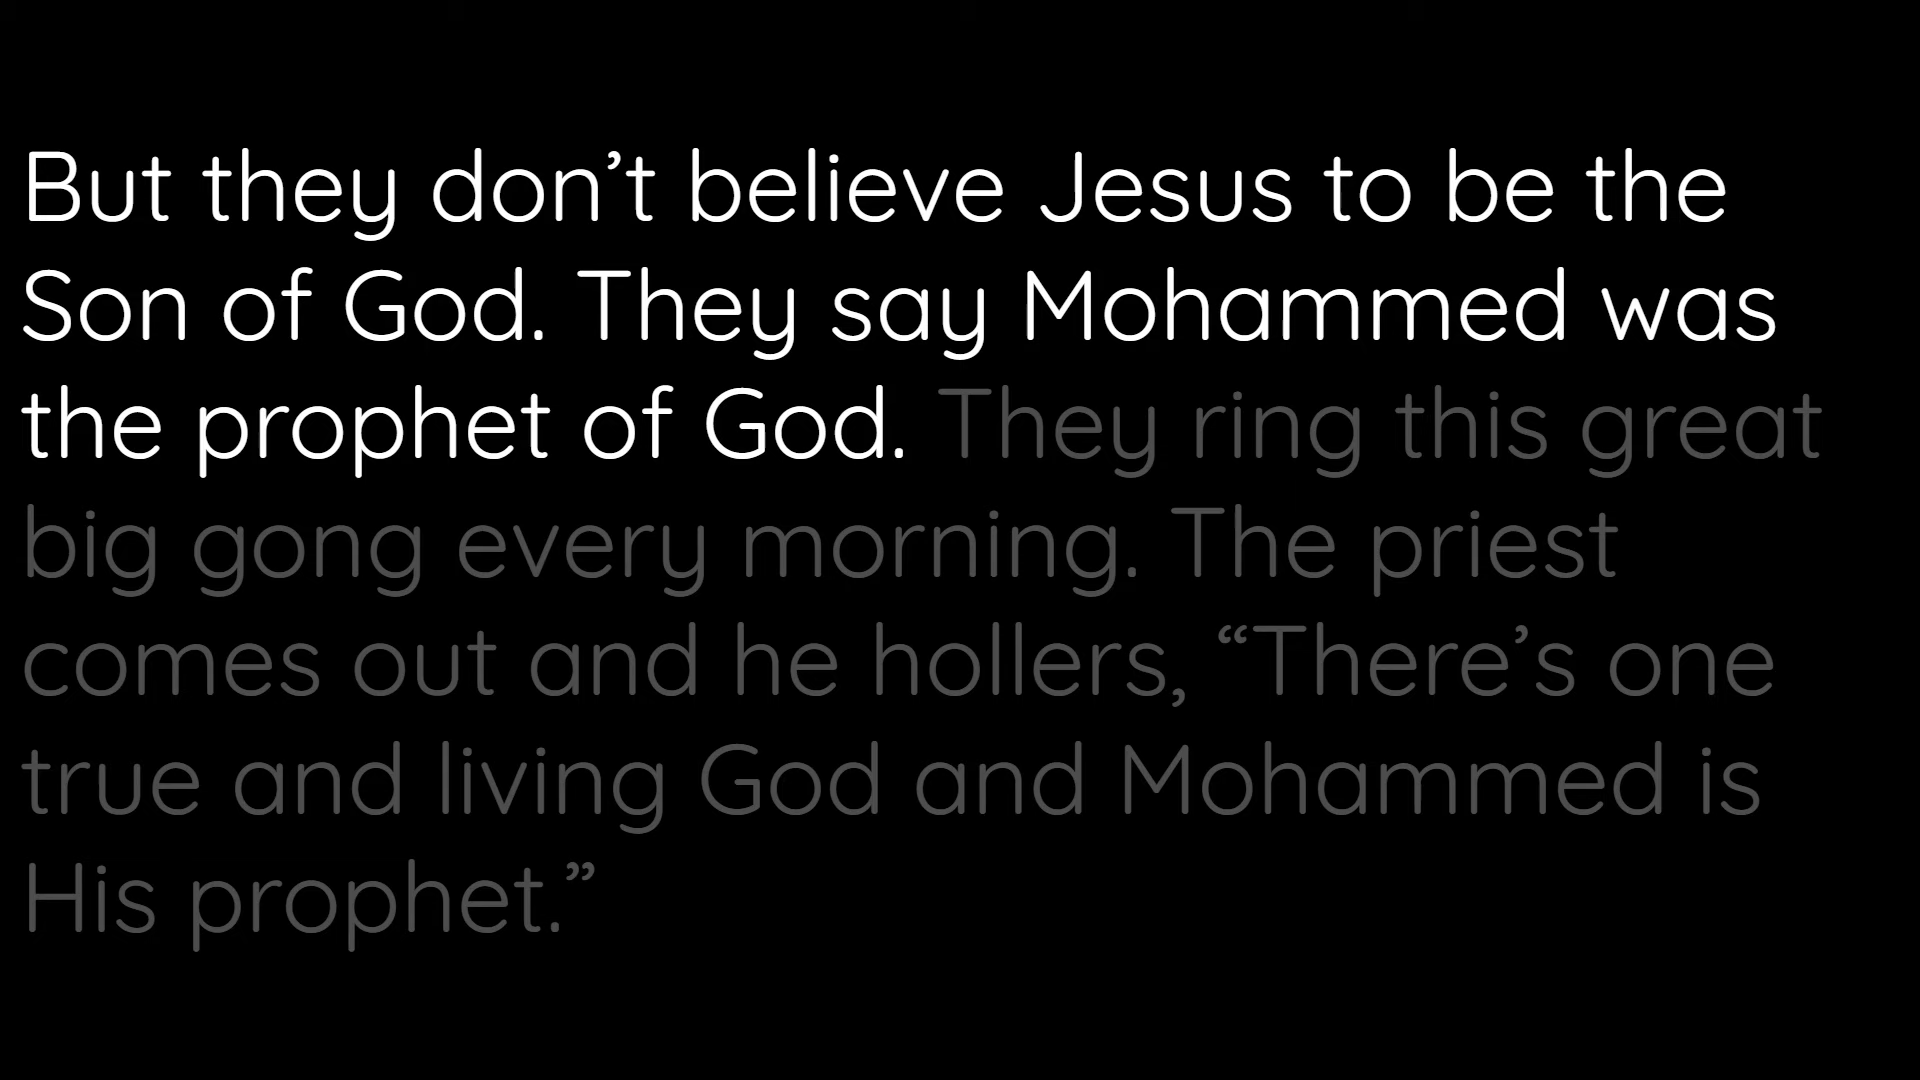 But they don’t believe Jesus to be the
Son of God. They say Mohammed was
the prophet of God. They ring this great
big gong every morning. The priest
comes out and he hollers, “There’s one
true and living God and Mohammed is
His prophet.”